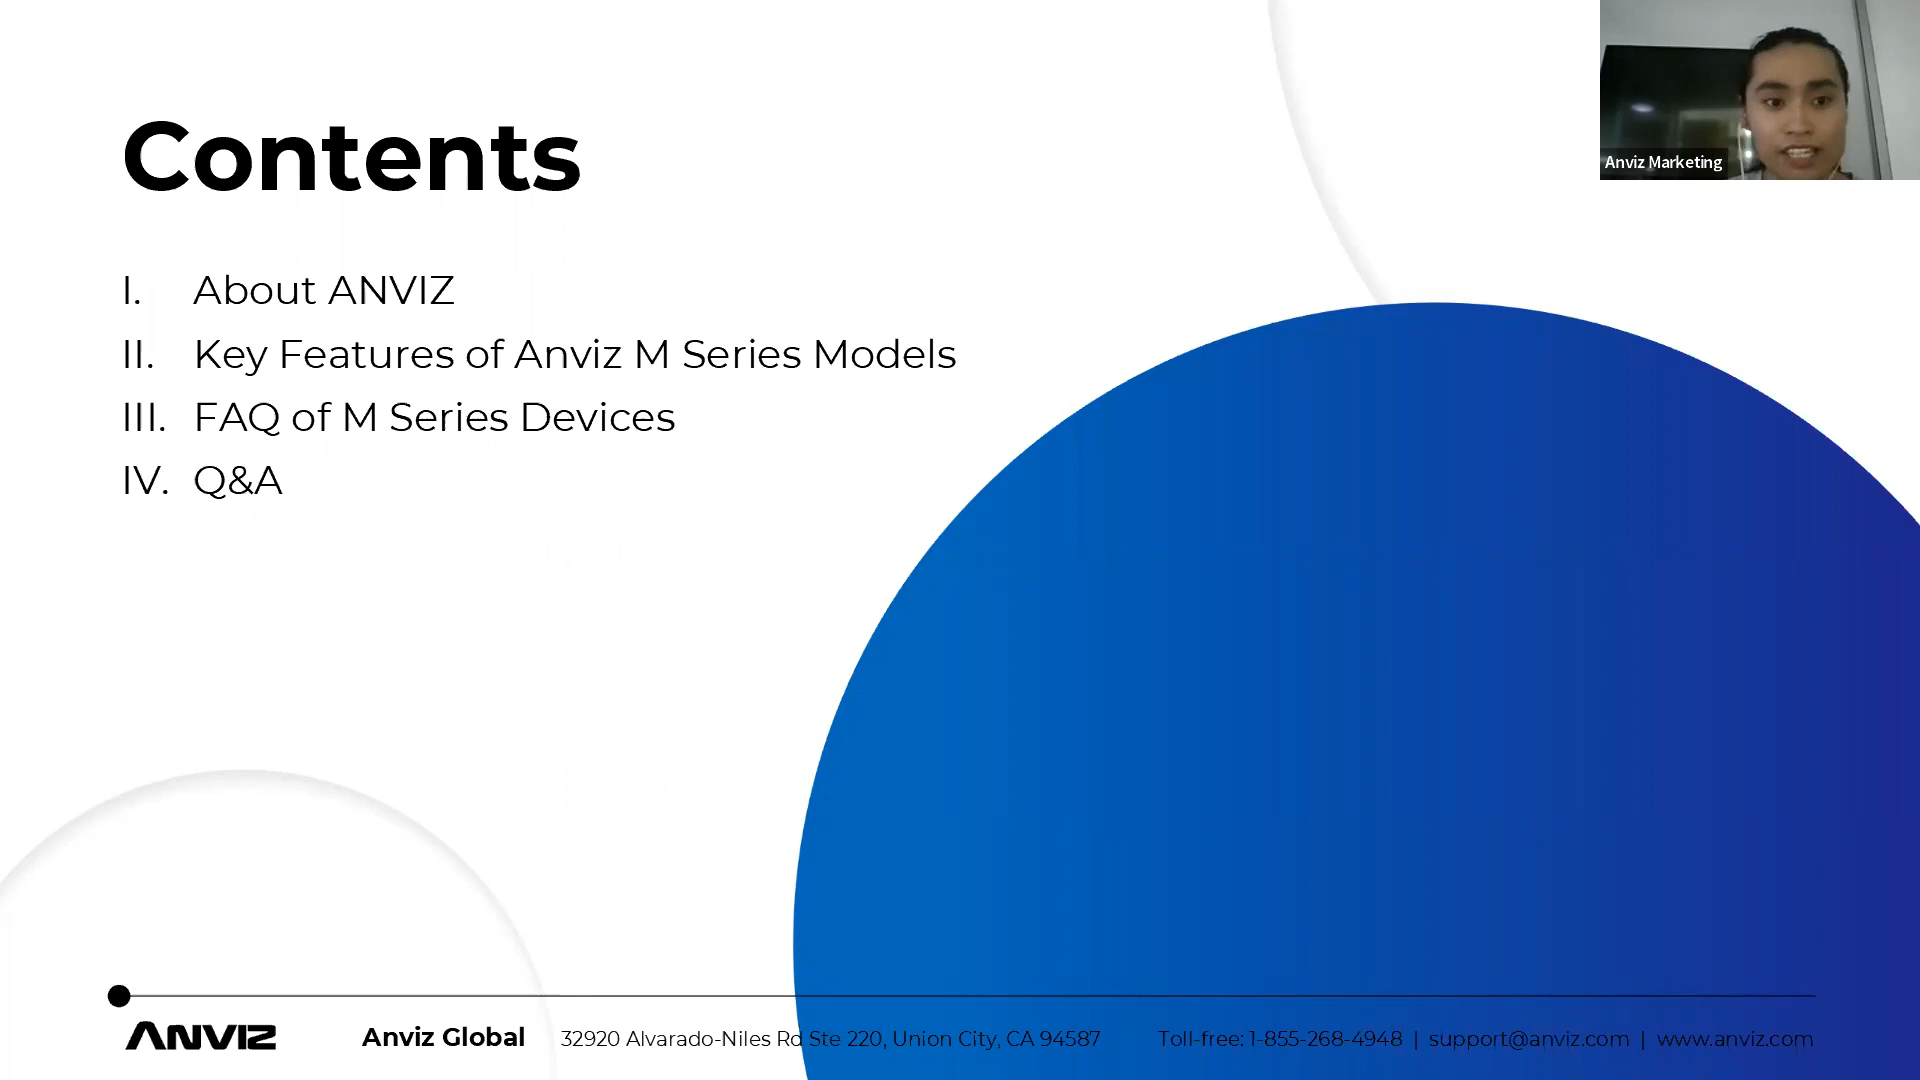 Contents
I. About ANVIZ
II. Key Features of Anviz M Series Models
III. FAQ of M Series Devices
IV. Q&A
Anviz Marketing
ANVIZ Anviz Global 32920 Alvarado-Niles Rd Ste 220, Union City, CA 94587 Toll-free: 1-855-268-4948 | support@anviz.com | www.anviz.com